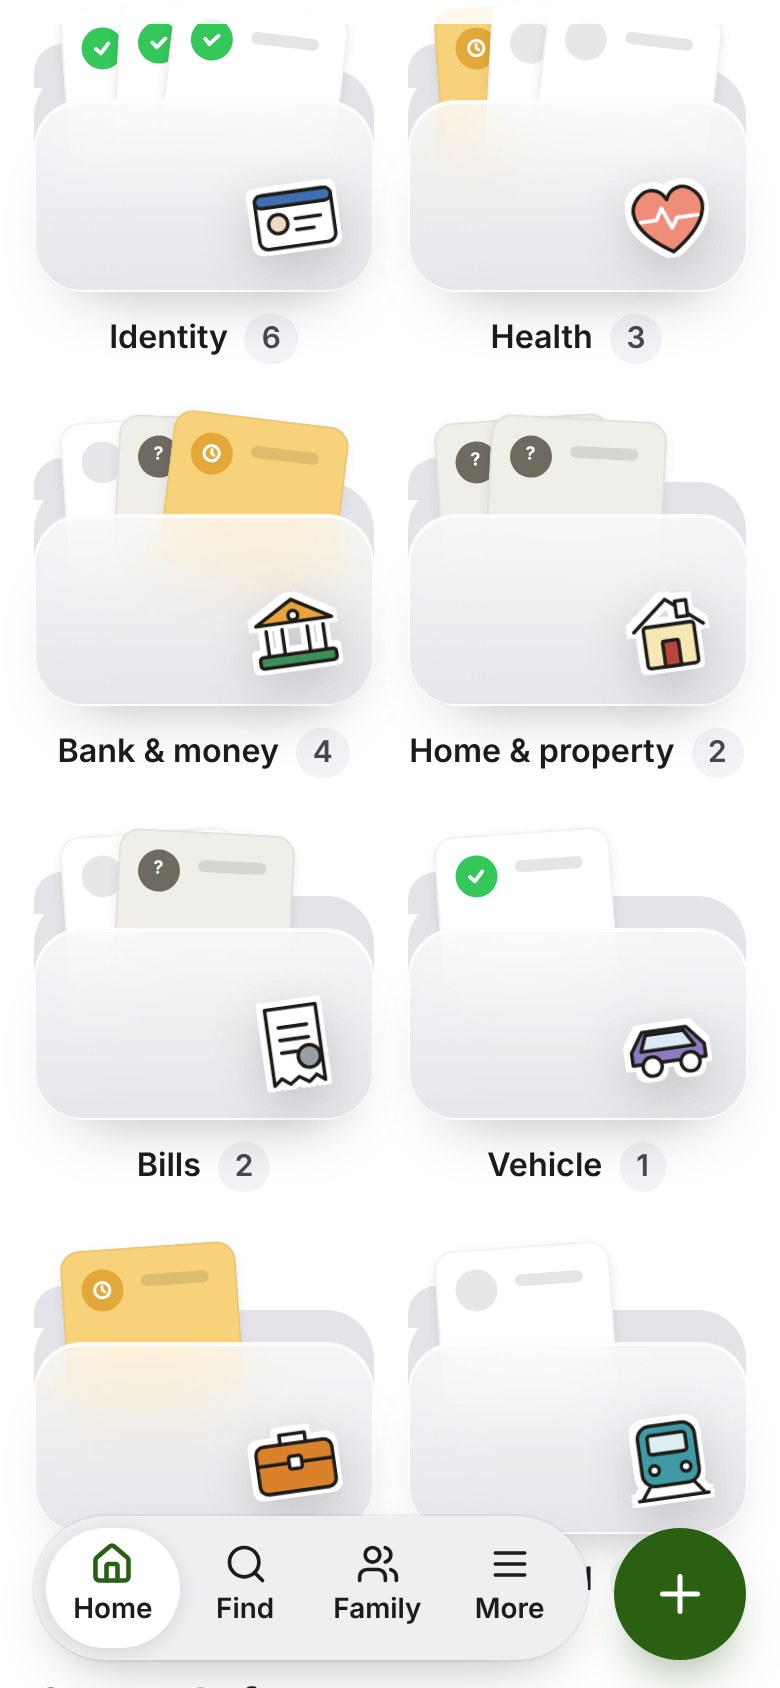 Identity 6
Health 3
? 
Bank & money 4
? ?
Home & property 2
?
Bills 2
Vehicle 1
Home
Find
Family
More